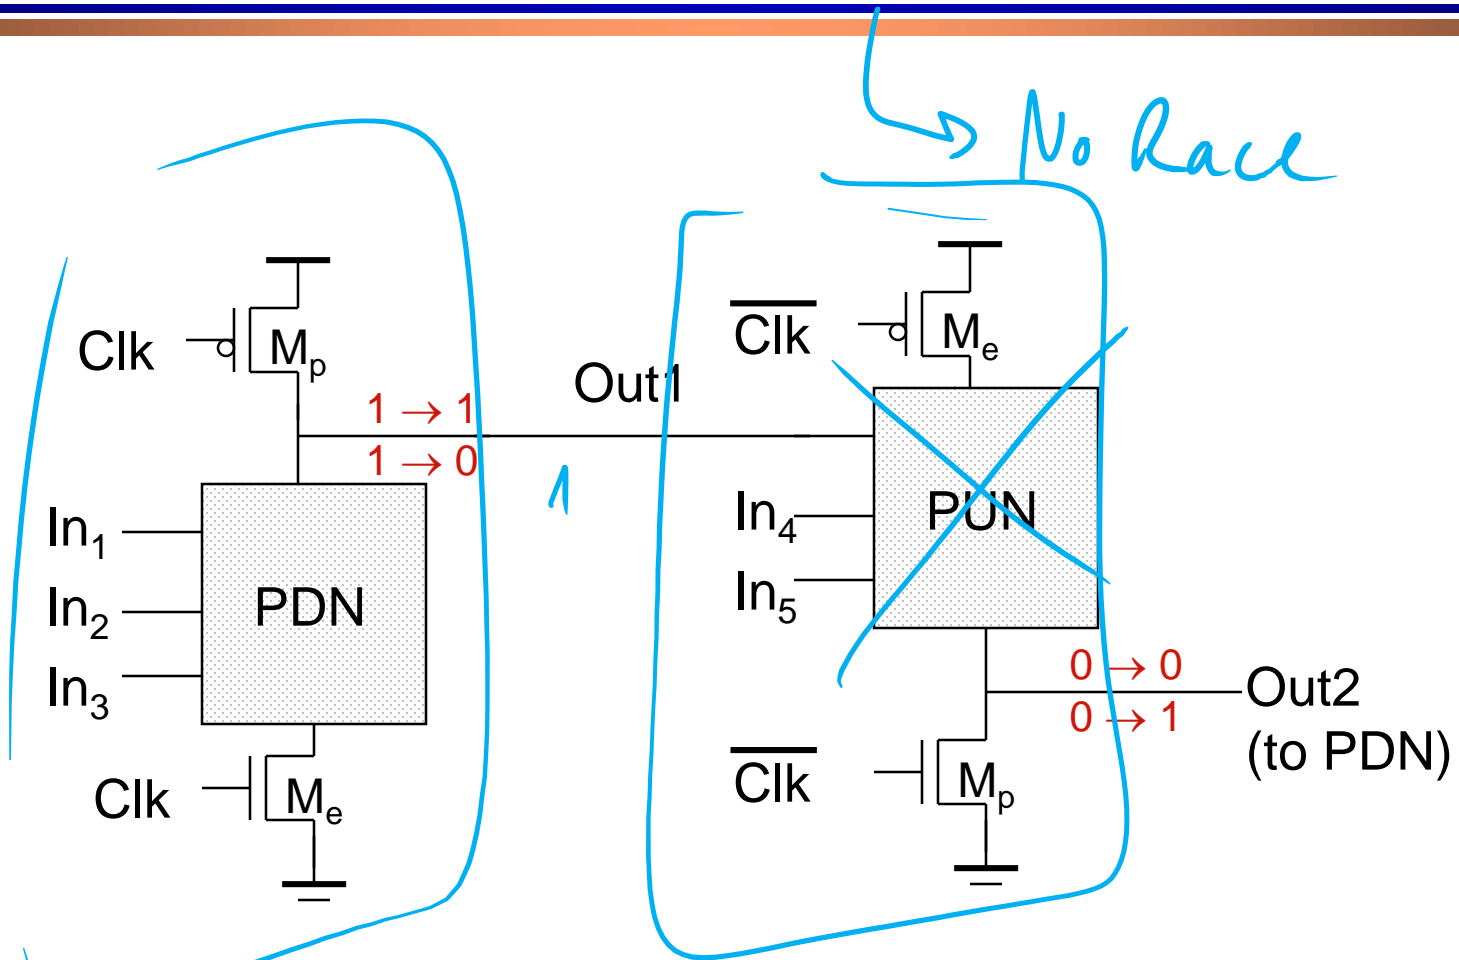 No Race
Clk
Mp
Out1
1 → 1
1 → 0
1
In1
In2
In3
PDN
Clk
Me
Clk
Me
In4
In5
PUN
0 → 0
0 → 1
Out2
(to PDN)
Clk
Mp